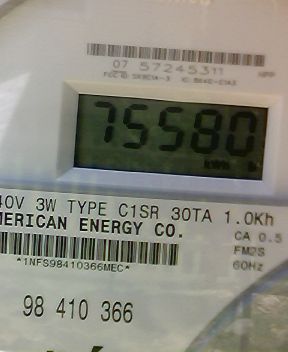 07 57245311
75580
kWh
40V 3W TYPE C1SR 30TA 1.0Kh
MERICAN ENERGY CO.
CA 0.5
FM2S
60Hz
*1NFS98410366MEC*
98 410 366